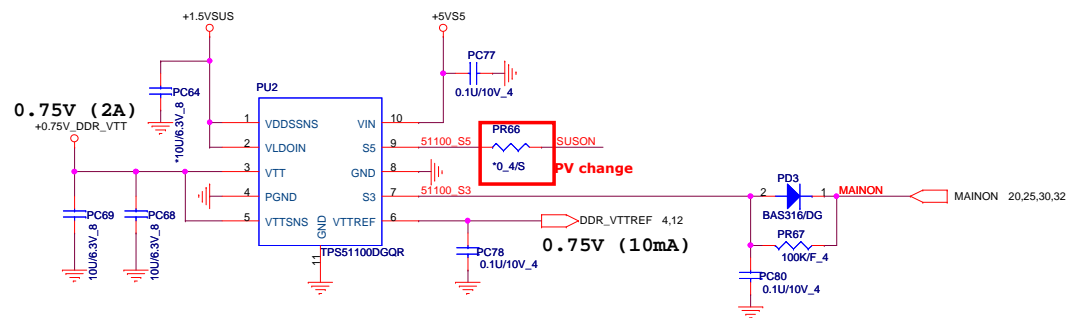 +1.5VSUS
+5VS5
PC77
0.1U/10V_4
PC64
*10U/6.3V_8
PU2
0.75V (2A)
+0.75V_DDR_VTT
1 VDDSSNS VIN 10
2 VLDOIN S5 9
3 VTT GND 8
4 PGND S3 7
5 VTTSNS VTTREF 6
GND
11
TPS51100DGQR
51100_S5
PR66
*0_4/S
SUSON
PV change
51100_S3
2 PD3 1
BAS316/DG
MAINON
MAINON 20,25,30,32
PR67
100K/F_4
PC69
10U/6.3V_8
PC68
10U/6.3V_8
DDR_VTTREF 4,12
0.75V (10mA)
PC78
0.1U/10V_4
PC80
0.1U/10V_4